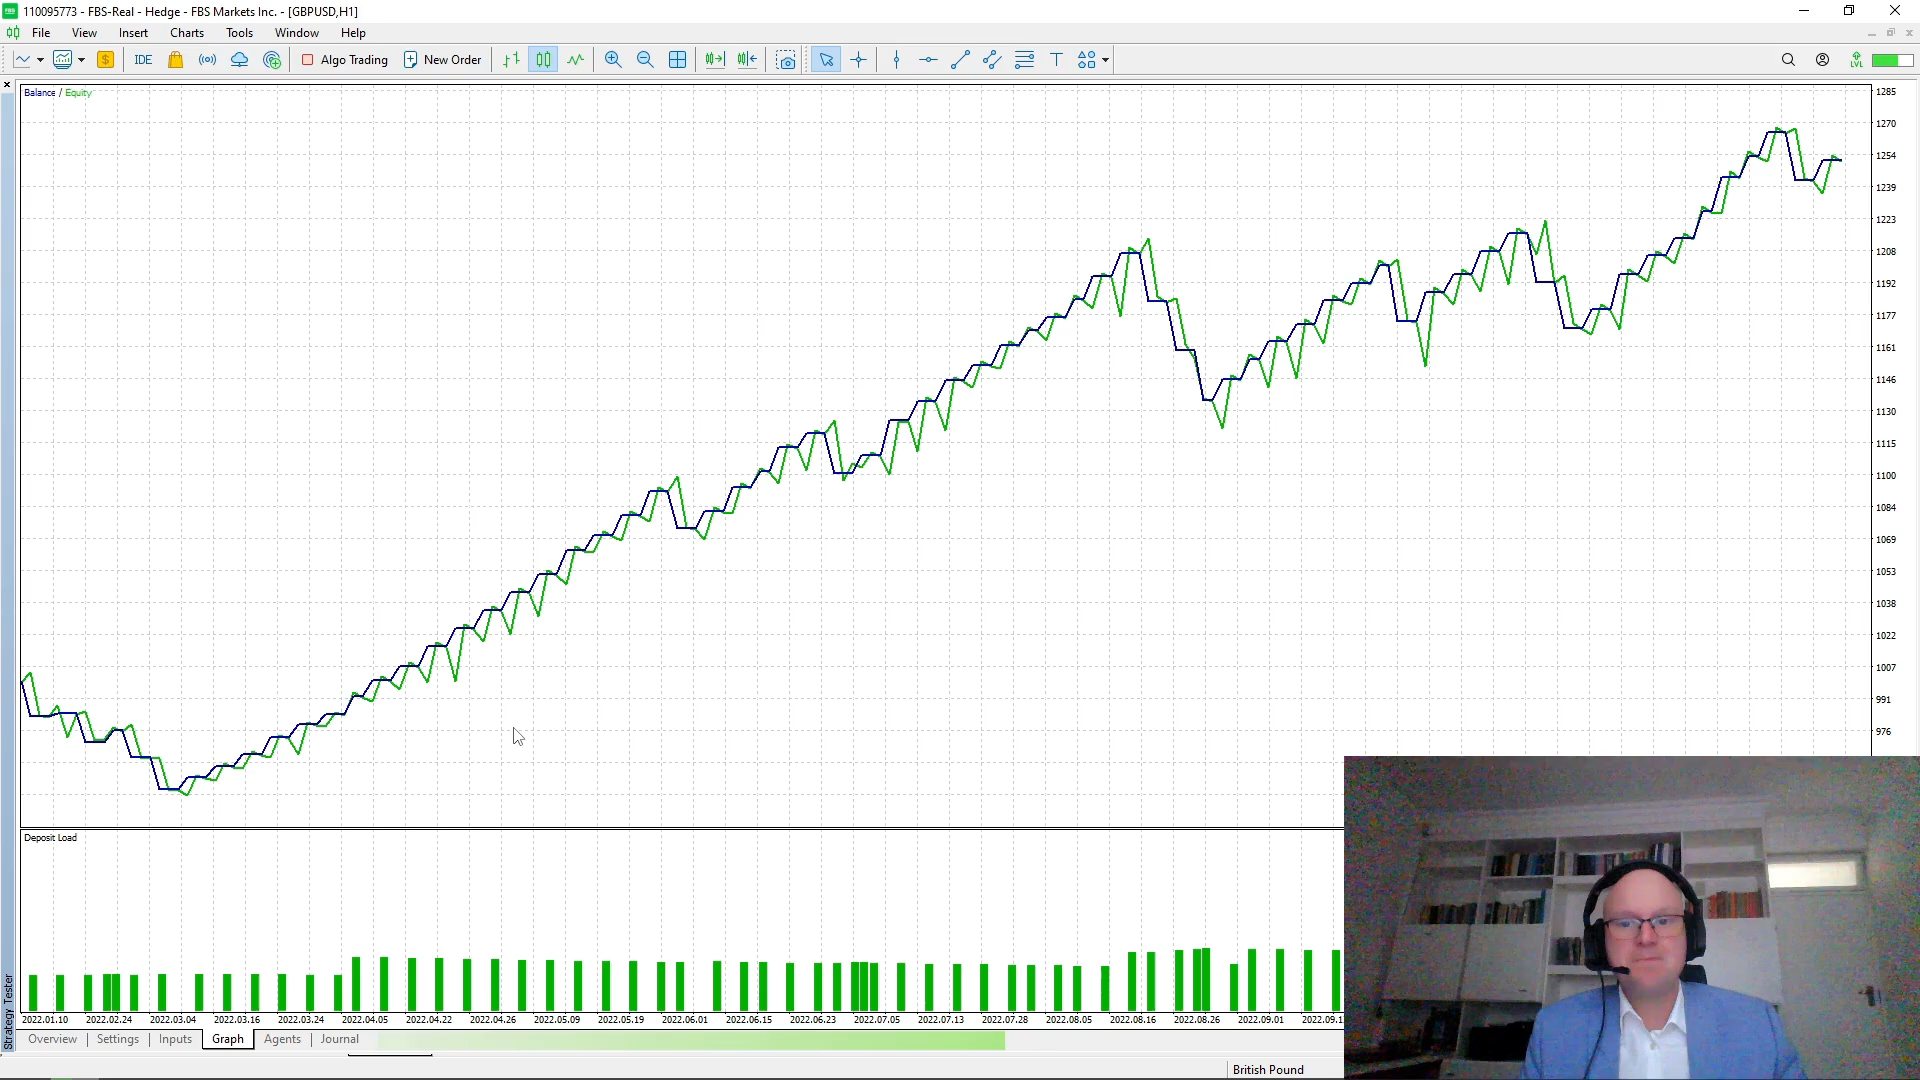 110095773 - FBS-Real - Hedge - FBS Markets Inc. - [GBPUSD,H1]
File View Insert Charts Tools Window Help
IDE Algo Trading New Order LVL
Balance / Equity
1285
1270
1254
1239
1223
1208
1192
1177
1161
1146
1130
1115
1100
1084
1069
1053
1038
1022
1007
991
976
Deposit Load
2022.01.10 2022.02.24 2022.03.04 2022.03.16 2022.03.24 2022.04.05 2022.04.22 2022.04.26 2022.05.09 2022.05.19 2022.06.01 2022.06.15 2022.06.23 2022.07.05 2022.07.13 2022.07.28 2022.08.05 2022.08.16 2022.08.26 2022.09.01 2022.09.1
Strategy Tester
Overview Settings Inputs Graph Agents Journal
British Pound